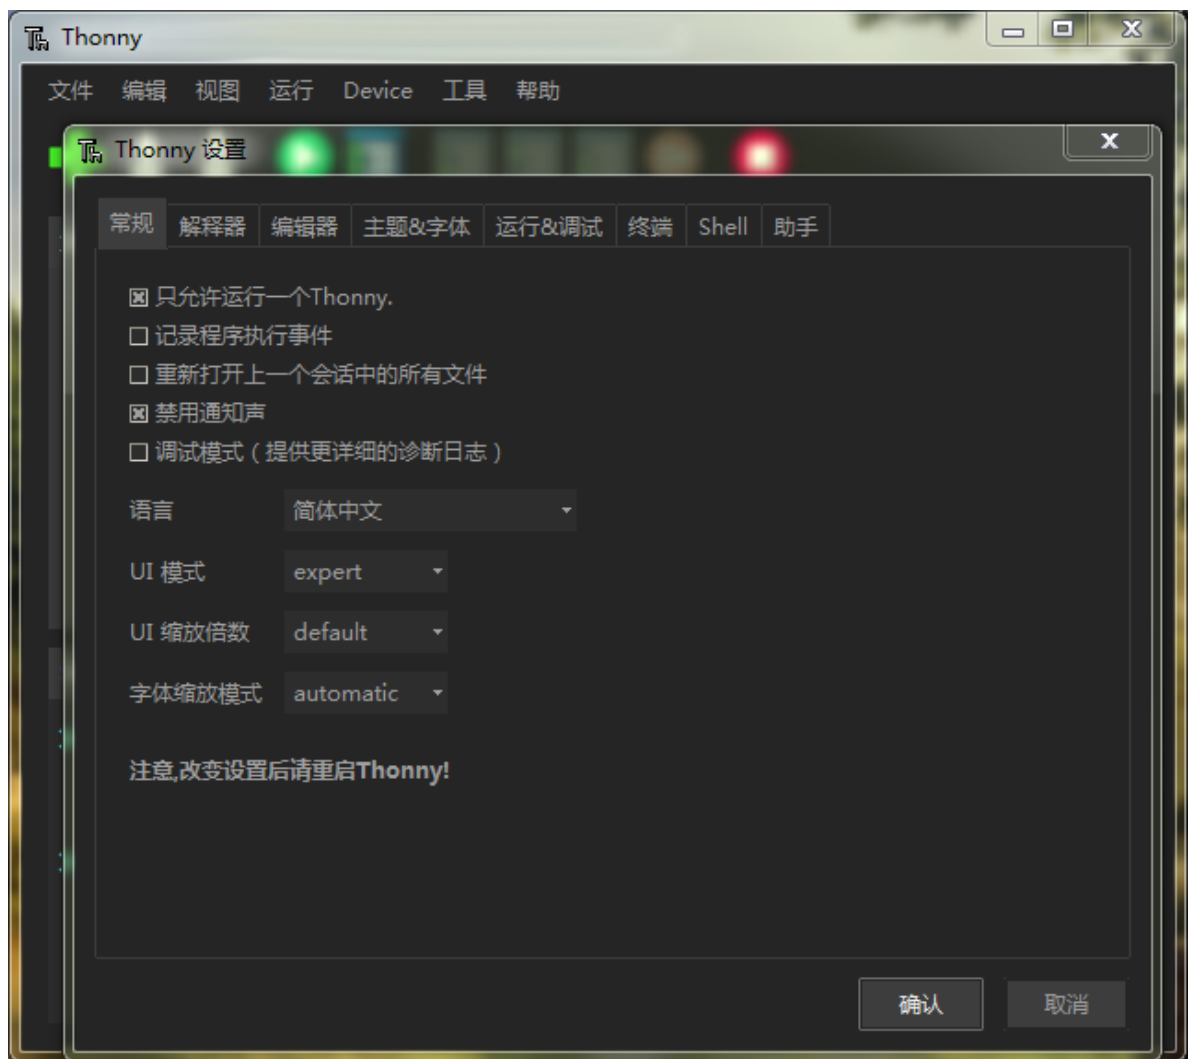 Thonny
文件 编辑 视图 运行 Device 工具 帮助
Thonny 设置
常规 解释器 编辑器 主题&字体 运行&调试 终端 Shell 助手
只允许运行一个Thonny.
记录程序执行事件
重新打开上一个会话中的所有文件
禁用通知声
调试模式（提供更详细的诊断日志）
语言 简体中文
UI 模式 expert
UI 缩放倍数 default
字体缩放模式 automatic
注意,改变设置后请重启Thonny!
确认 取消